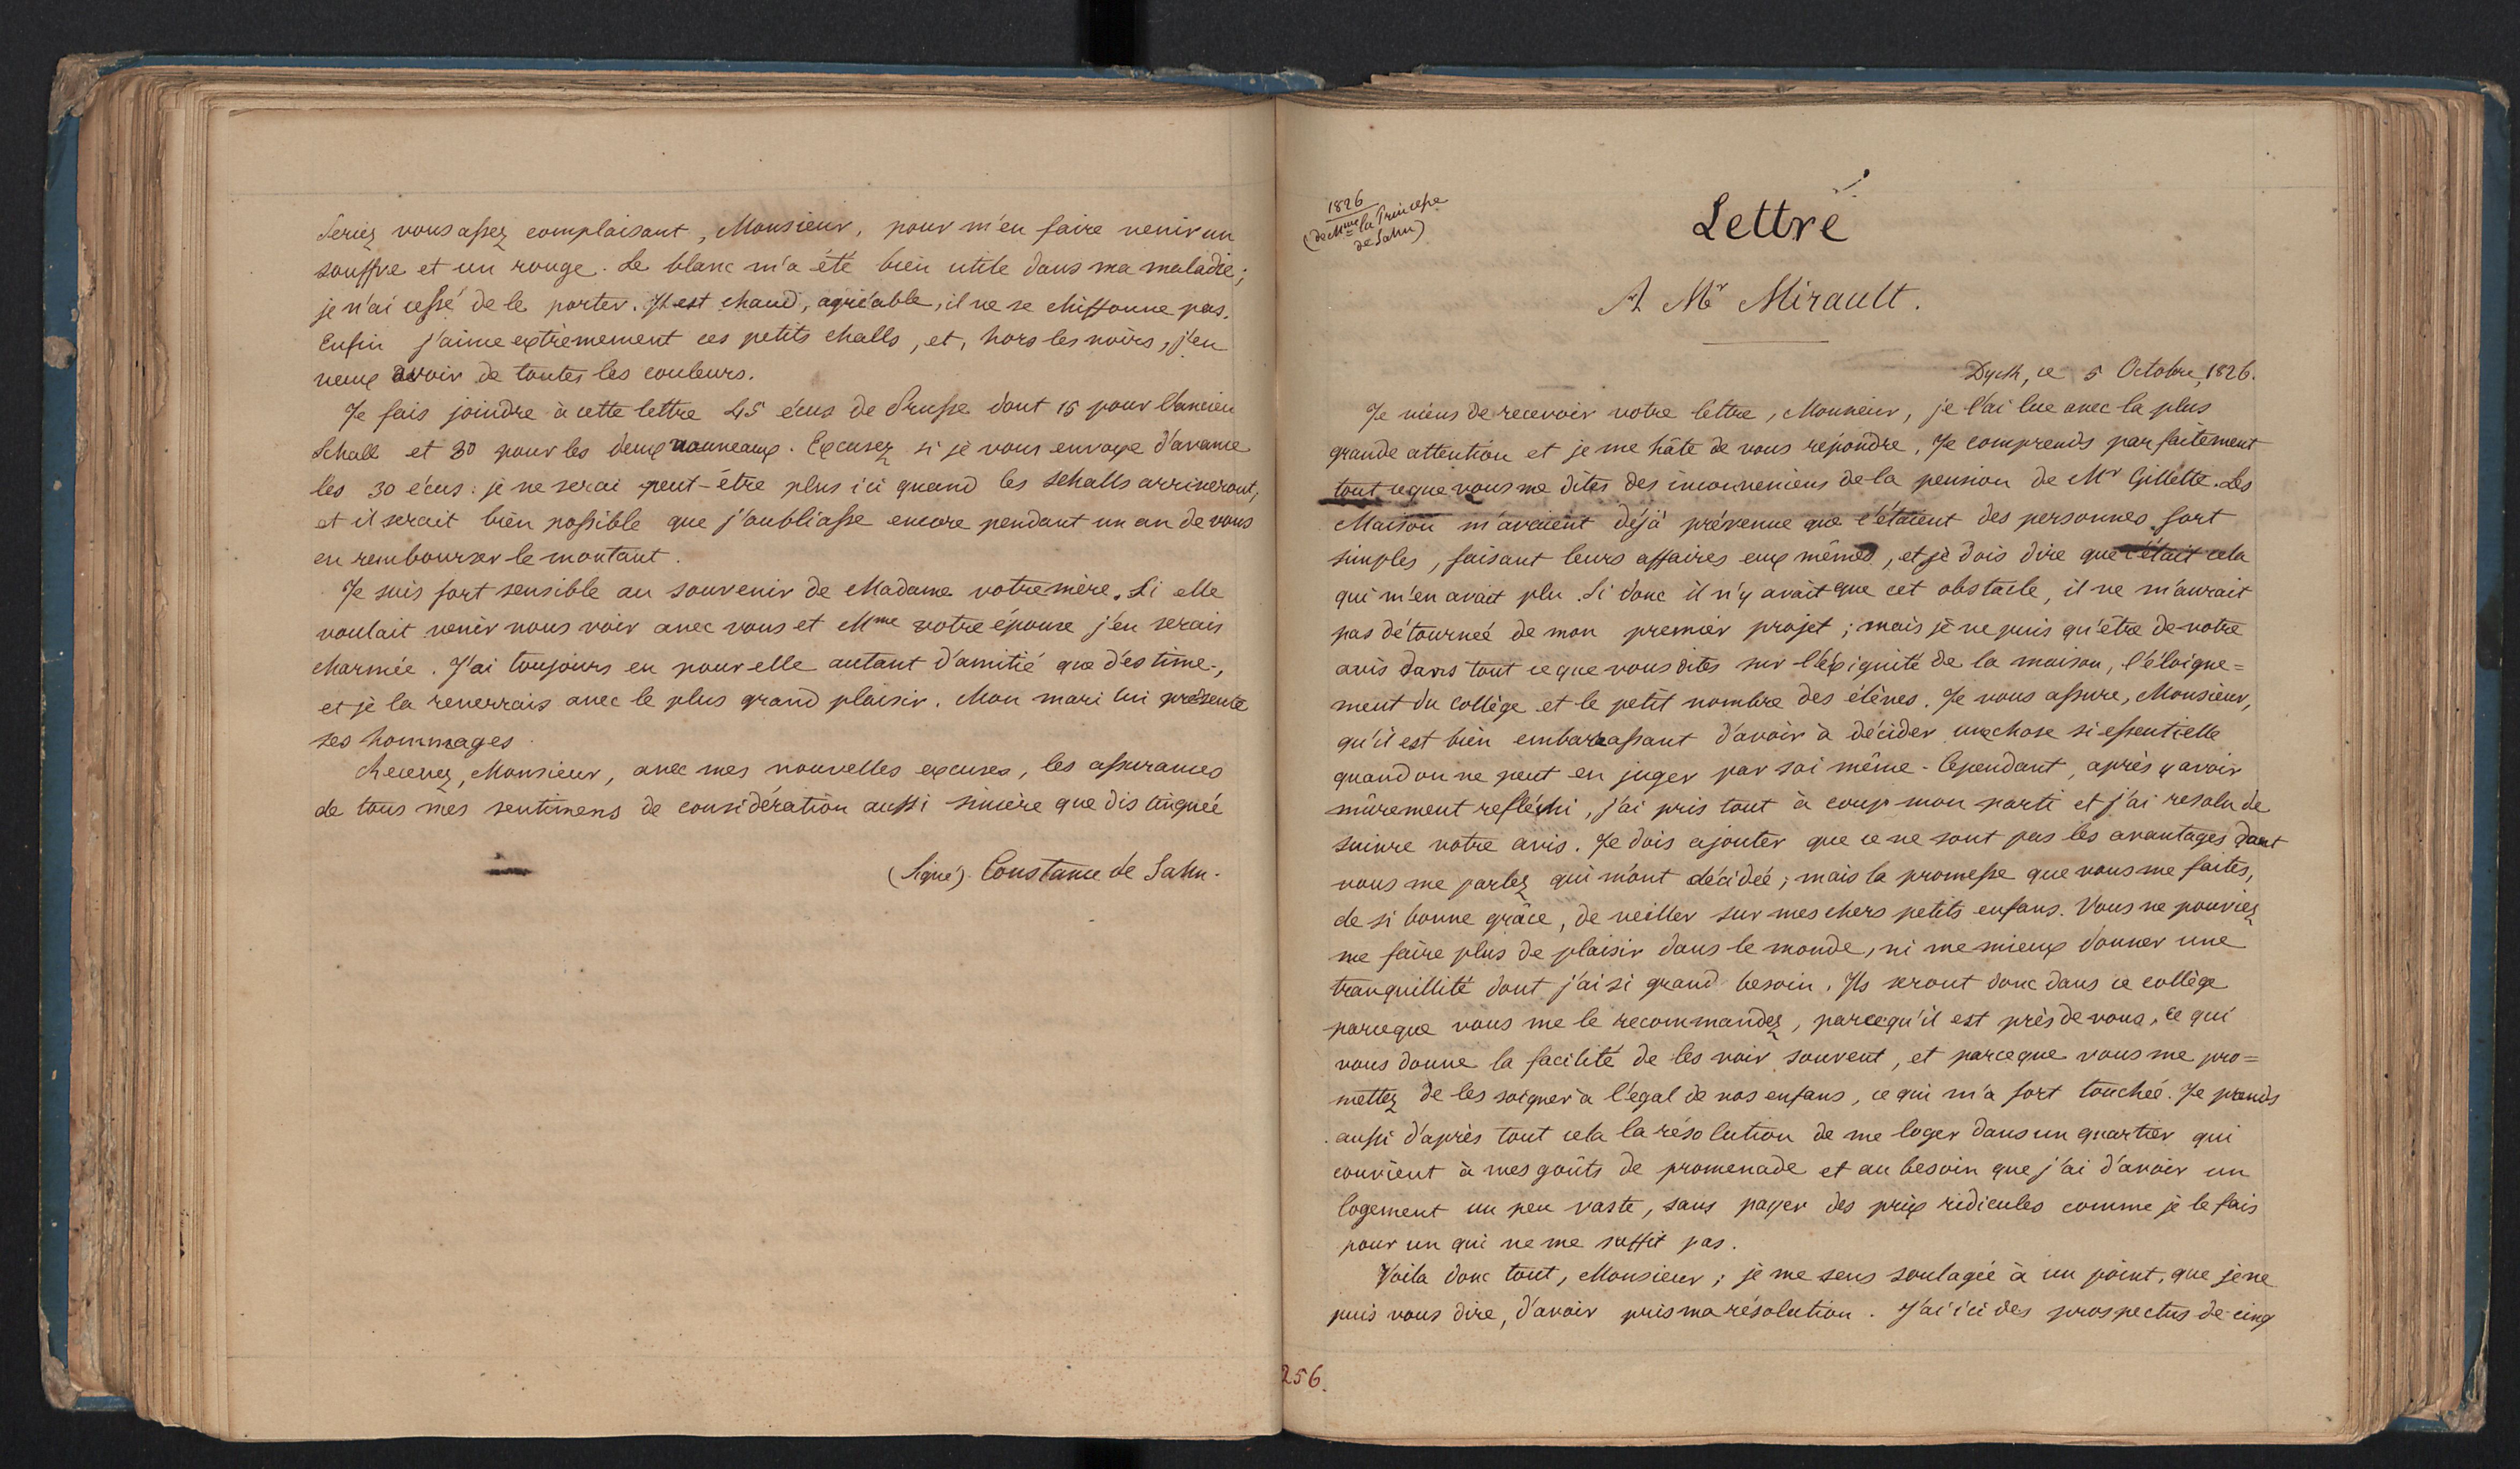 Seriez vous assez complaisant, Monsieur, pour m'en faire venir un
souffre et un rouge. Le blanc m'a été bien utile dans ma maladie;
je n'ai cessé de le porter. Il est chaud, agréable, il ne se chiffonne pas.
Enfin j'aime extrêmement ces petits challs, et, hors les noirs, j'en
veux avoir de toutes les couleurs.
Je fais joindre à cette lettre 45 écus de Prusse dont 15 pour l'ancien
Schall et 30 pour les deux nouveaux. Excusez si je vous envoye d'avance
les 30 écus: je ne serai peut-être plus ici quand les schalls arriveront,
et il serait bien possible que j'oubliasse encore pendant un an de vous
en rembourser le montant.
Je suis fort sensible au souvenir de Madame votre mère. Si elle
voulait venir nous voir avec vous et Mme votre épouse j'en serais
charmée. J'ai toujours eu pour elle autant d'amitié que d'estime,
et je la reverrais avec le plus grand plaisir. Mon mari lui présente
ses hommages.
Recevez, Monsieur, avec mes nouvelles excuses, les assurances
de tous mes sentimens de considération aussi sincère que distinguée
(Signé) Constance de Salm.
1826
(de Mme la Princesse
de Salm)
Lettre
A Mr Mirault.
Dyck, ce 5 Octobre, 1826.
Je viens de recevoir votre lettre, Monsieur, je l'ai lue avec la plus
grande attention et je me hâte de vous repondre. Je comprends parfaitement
tout ce que vous me dites des inconveniens de la pension de Mr Gillette. Les
Maison m'avaient déjà prévenue que c'étaient des personnes fort
simples, faisant leurs affaires eux mêmes, et je dois dire que c'était cela
qui m'en avait plu. Si donc il n'y avait que cet obstacle, il ne m'aurait
pas détournée de mon premier projet; mais je ne puis qu'être de votre
avis dans tout ce que vous dites sur l'éxiguité de la maison, l'éloigne=
ment du Collège et le petit nombre des élèves. Je vous assure, Monsieur,
qu'il est bien embarrassant d'avoir à décider une chose si essentielle
quand on ne peut en juger par soi même. Cependant, après y avoir
mûrement refléchi, j'ai pris tout à coup mon parti et j'ai resolu de
suivre votre avis. Je dois ajouter que ce ne sont pas les avantages dont
vous me parlez qui m'ont décidée; mais la promesse que vous me faites,
de si bonne grâce, de veiller sur mes chers petits enfans. Vous ne pouviez
me faire plus de plaisir dans le monde, ni me mieux donner une
tranquillité dont j'ai si grand besoin. Ils seront donc dans ce collège
parceque vous me le recommandez, parcequ'il est près de vous, ce qui
vous donne la facilité de les voir souvent, et parceque vous me pro=
mettez de les soigner à l'égal de vos enfans, ce qui m'a fort touchée. Je prends
aussi d'après tout cela la résolution de me loger dans un quartier qui
convient à mes goûts de promenade et au besoin que j'ai d'avoir un
logement un peu vaste, sans payer des prix ridicules comme je le fais
pour un qui ne me suffit pas.
Voila donc tout, Monsieur; je me sens soulagée à un point, que je ne
puis vous dire, d'avoir pris ma résolution. J'ai ici des prospectus de cinq
256.